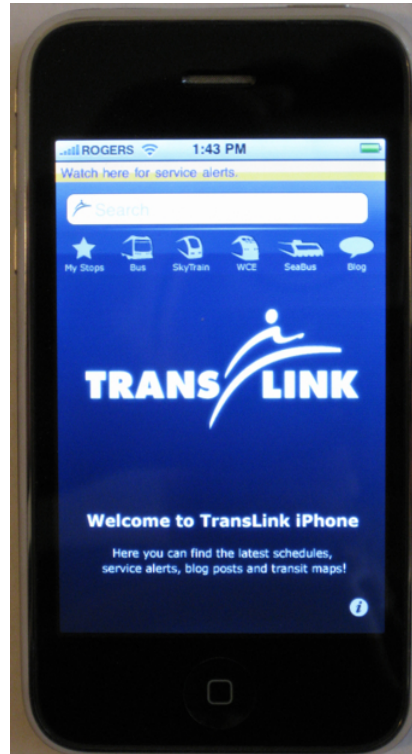 ROGERS 1:43 PM
Watch here for service alerts.
Search
My Stops Bus SkyTrain WCE SeaBus Blog
TRANS LINK
Welcome to TransLink iPhone
Here you can find the latest schedules,
service alerts, blog posts and transit maps!
i